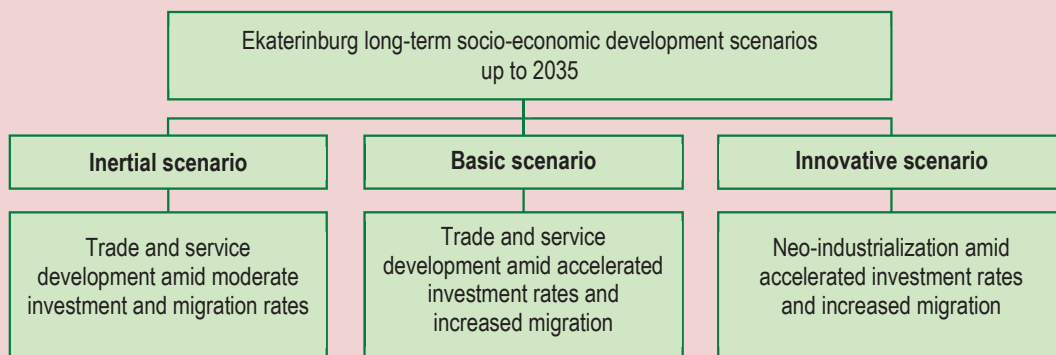 Ekaterinburg long-term socio-economic development scenarios
up to 2035
Inertial scenario
Basic scenario
Innovative scenario
Trade and service
development amid moderate
investment and migration rates
Trade and service
development amid accelerated
investment rates and
increased migration
Neo-industrialization amid
accelerated investment rates
and increased migration